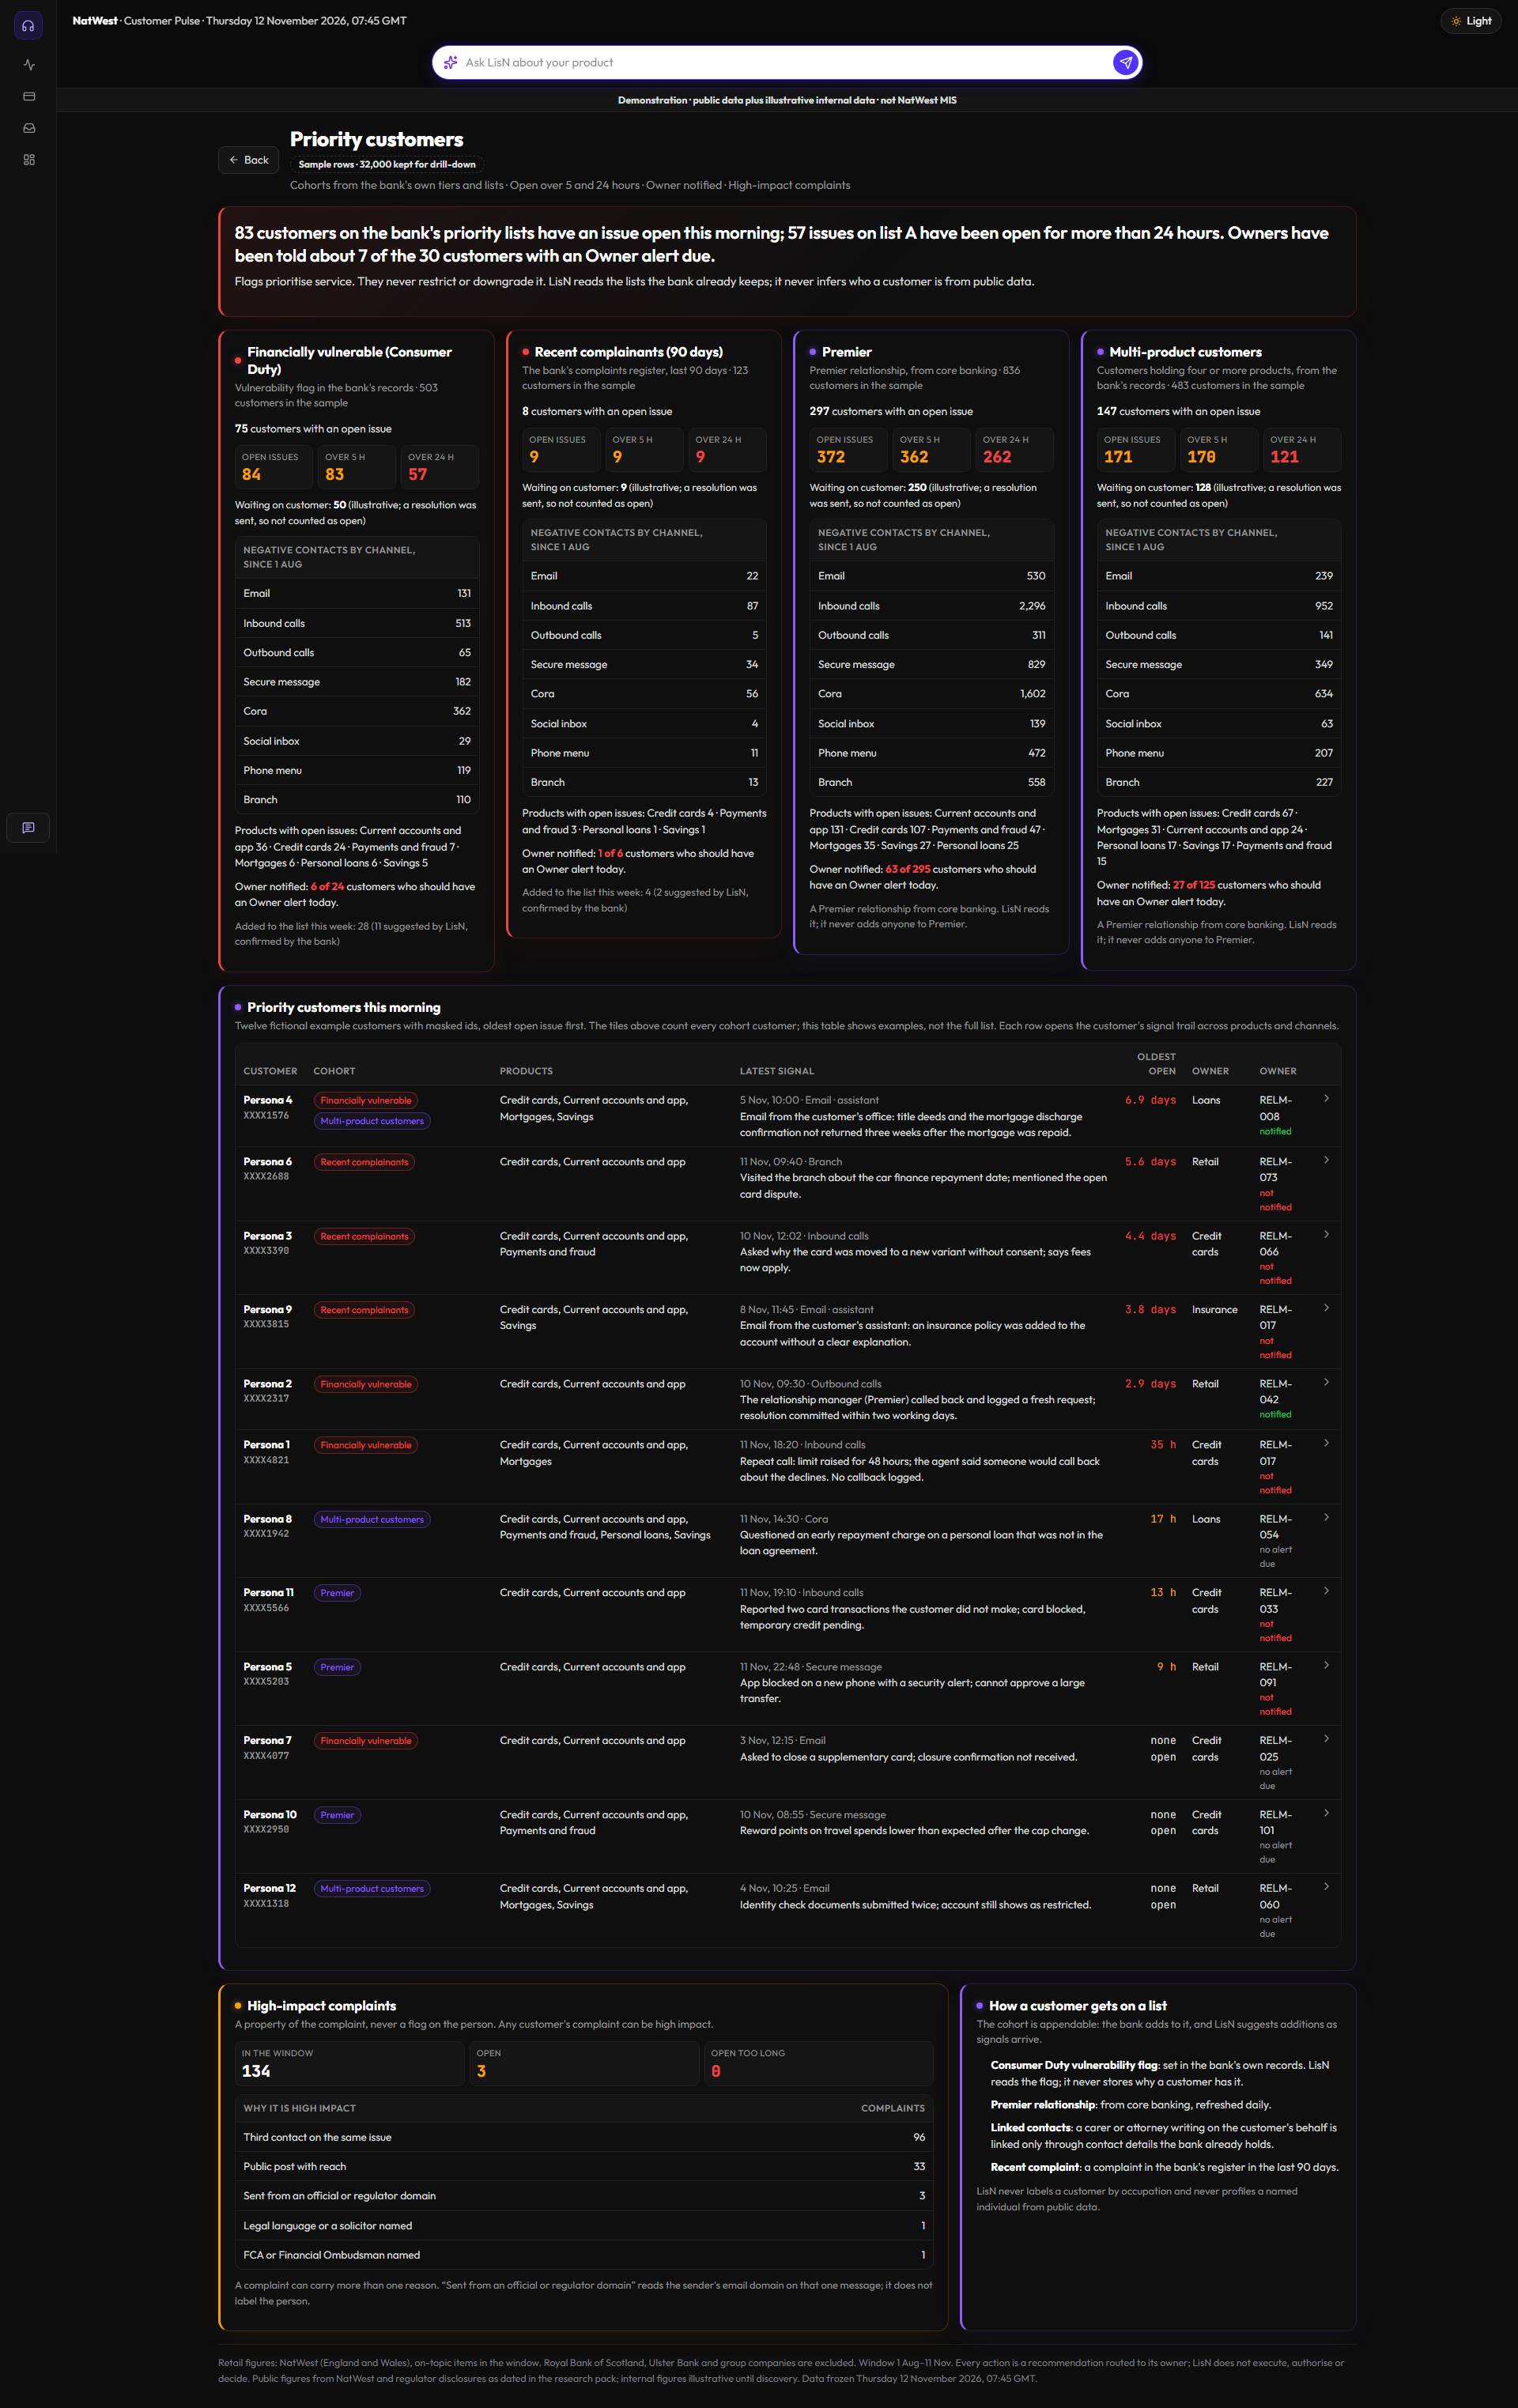 NatWest · Customer Pulse · Thursday 12 November 2026, 07:45 GMT
Light
Ask LisN about your product
Demonstration · public data plus illustrative internal data · not NatWest MIS
Back
Priority customers
Sample rows · 32,000 kept for drill-down
Cohorts from the bank's own tiers and lists · Open over 5 and 24 hours · Owner notified · High-impact complaints
83 customers on the bank's priority lists have an issue open this morning; 57 issues on list A have been open for more than 24 hours. Owners have
been told about 7 of the 30 customers with an Owner alert due.
Flags prioritise service. They never restrict or downgrade it. LisN reads the lists the bank already keeps; it never infers who a customer is from public data.
Financially vulnerable (Consumer
Duty)
Vulnerability flag in the bank's records · 503
customers in the sample
75 customers with an open issue
OPEN ISSUES OVER 5 H OVER 24 H
84 83 57
Waiting on customer: 50 (illustrative; a resolution was
sent, so not counted as open)
NEGATIVE CONTACTS BY CHANNEL,
SINCE 1 AUG
Email 131
Inbound calls 513
Outbound calls 65
Secure message 182
Cora 362
Social inbox 29
Phone menu 119
Branch 110
Products with open issues: Current accounts and
app 36 · Credit cards 24 · Payments and fraud 7 ·
Mortgages 6 · Personal loans 6 · Savings 5
Owner notified: 6 of 24 customers who should have
an Owner alert today.
Added to the list this week: 28 (11 suggested by LisN,
confirmed by the bank)
Recent complainants (90 days)
The bank's complaints register, last 90 days · 123
customers in the sample
8 customers with an open issue
OPEN ISSUES OVER 5 H OVER 24 H
9 9 9
Waiting on customer: 9 (illustrative; a resolution was
sent, so not counted as open)
NEGATIVE CONTACTS BY CHANNEL,
SINCE 1 AUG
Email 22
Inbound calls 87
Outbound calls 5
Secure message 34
Cora 56
Social inbox 4
Phone menu 11
Branch 13
Products with open issues: Credit cards 4 · Payments
and fraud 3 · Personal loans 1 · Savings 1
Owner notified: 1 of 6 customers who should have
an Owner alert today.
Added to the list this week: 4 (2 suggested by LisN,
confirmed by the bank)
Premier
Premier relationship, from core banking · 836
customers in the sample
297 customers with an open issue
OPEN ISSUES OVER 5 H OVER 24 H
372 362 262
Waiting on customer: 250 (illustrative; a resolution
was sent, so not counted as open)
NEGATIVE CONTACTS BY CHANNEL,
SINCE 1 AUG
Email 530
Inbound calls 2,296
Outbound calls 311
Secure message 829
Cora 1,602
Social inbox 139
Phone menu 472
Branch 558
Products with open issues: Current accounts and
app 131 · Credit cards 107 · Payments and fraud 47 ·
Mortgages 35 · Savings 27 · Personal loans 25
Owner notified: 63 of 295 customers who should
have an Owner alert today.
A Premier relationship from core banking. LisN reads
it; it never adds anyone to Premier.
Multi-product customers
Customers holding four or more products, from the
bank's records · 483 customers in the sample
147 customers with an open issue
OPEN ISSUES OVER 5 H OVER 24 H
171 170 121
Waiting on customer: 128 (illustrative; a resolution was
sent, so not counted as open)
NEGATIVE CONTACTS BY CHANNEL,
SINCE 1 AUG
Email 239
Inbound calls 952
Outbound calls 141
Secure message 349
Cora 634
Social inbox 63
Phone menu 207
Branch 227
Products with open issues: Credit cards 67 ·
Mortgages 31 · Current accounts and app 24 ·
Personal loans 17 · Savings 17 · Payments and fraud
15
Owner notified: 27 of 125 customers who should
have an Owner alert today.
A Premier relationship from core banking. LisN reads
it; it never adds anyone to Premier.
Priority customers this morning
Twelve fictional example customers with masked ids, oldest open issue first. The tiles above count every cohort customer; this table shows examples, not the full list. Each row opens the customer's signal trail across products and channels.
OLDEST
CUSTOMER COHORT PRODUCTS LATEST SIGNAL OPEN OWNER OWNER
Persona 4 Financially vulnerable Credit cards, Current accounts and app, 5 Nov, 10:00 · Email · assistant 6.9 days Loans RELM-
XXXX1576 Multi-product customers Mortgages, Savings Email from the customer's office: title deeds and the mortgage discharge 008
confirmation not returned three weeks after the mortgage was repaid. notified
Persona 6 Recent complainants Credit cards, Current accounts and app 11 Nov, 09:40 · Branch 5.6 days Retail RELM-
XXXX2688 Visited the branch about the car finance repayment date; mentioned the open 073
card dispute. not
notified
Persona 3 Recent complainants Credit cards, Current accounts and app, 10 Nov, 12:02 · Inbound calls 4.4 days Credit RELM-
XXXX3390 Payments and fraud Asked why the card was moved to a new variant without consent; says fees cards 066
now apply. not
notified
Persona 9 Recent complainants Credit cards, Current accounts and app, 8 Nov, 11:45 · Email · assistant 3.8 days Insurance RELM-
XXXX3815 Savings Email from the customer's assistant: an insurance policy was added to the 017
account without a clear explanation. not
notified
Persona 2 Financially vulnerable Credit cards, Current accounts and app 10 Nov, 09:30 · Outbound calls 2.9 days Retail RELM-
XXXX2317 The relationship manager (Premier) called back and logged a fresh request; 042
resolution committed within two working days. notified
Persona 1 Financially vulnerable Credit cards, Current accounts and app, 11 Nov, 18:20 · Inbound calls 35 h Credit RELM-
XXXX4821 Mortgages Repeat call: limit raised for 48 hours; the agent said someone would call back cards 017
about the declines. No callback logged. not
notified
Persona 8 Multi-product customers Credit cards, Current accounts and app, 11 Nov, 14:30 · Cora 17 h Loans RELM-
XXXX1942 Payments and fraud, Personal loans, Savings Questioned an early repayment charge on a personal loan that was not in the 054
loan agreement. no alert
due
Persona 11 Premier Credit cards, Current accounts and app 11 Nov, 19:10 · Inbound calls 13 h Credit RELM-
XXXX5566 Reported two card transactions the customer did not make; card blocked, cards 033
temporary credit pending. not
notified
Persona 5 Premier Credit cards, Current accounts and app 11 Nov, 22:48 · Secure message 9 h Retail RELM-
XXXX5203 App blocked on a new phone with a security alert; cannot approve a large 091
transfer. not
notified
Persona 7 Financially vulnerable Credit cards, Current accounts and app 3 Nov, 12:15 · Email none Credit RELM-
XXXX4077 Asked to close a supplementary card; closure confirmation not received. open cards 025
no alert
due
Persona 10 Premier Credit cards, Current accounts and app, 10 Nov, 08:55 · Secure message none Credit RELM-
XXXX2950 Payments and fraud Reward points on travel spends lower than expected after the cap change. open cards 101
no alert
due
Persona 12 Multi-product customers Credit cards, Current accounts and app, 4 Nov, 10:25 · Email none Retail RELM-
XXXX1318 Mortgages, Savings Identity check documents submitted twice; account still shows as restricted. open 060
no alert
due
High-impact complaints
A property of the complaint, never a flag on the person. Any customer's complaint can be high impact.
IN THE WINDOW OPEN OPEN TOO LONG
134 3 0
WHY IT IS HIGH IMPACT COMPLAINTS
Third contact on the same issue 96
Public post with reach 33
Sent from an official or regulator domain 3
Legal language or a solicitor named 1
FCA or Financial Ombudsman named 1
A complaint can carry more than one reason. “Sent from an official or regulator domain” reads the sender's email domain on that one message; it does not
label the person.
How a customer gets on a list
The cohort is appendable: the bank adds to it, and LisN suggests additions as
signals arrive.
Consumer Duty vulnerability flag: set in the bank's own records. LisN
reads the flag; it never stores why a customer has it.
Premier relationship: from core banking, refreshed daily.
Linked contacts: a carer or attorney writing on the customer's behalf is
linked only through contact details the bank already holds.
Recent complaint: a complaint in the bank's register in the last 90 days.
LisN never labels a customer by occupation and never profiles a named
individual from public data.
Retail figures: NatWest (England and Wales), on-topic items in the window. Royal Bank of Scotland, Ulster Bank and group companies are excluded. Window 1 Aug–11 Nov. Every action is a recommendation routed to its owner; LisN does not execute, authorise or
decide. Public figures from NatWest and regulator disclosures as dated in the research pack; internal figures illustrative until discovery. Data frozen Thursday 12 November 2026, 07:45 GMT.